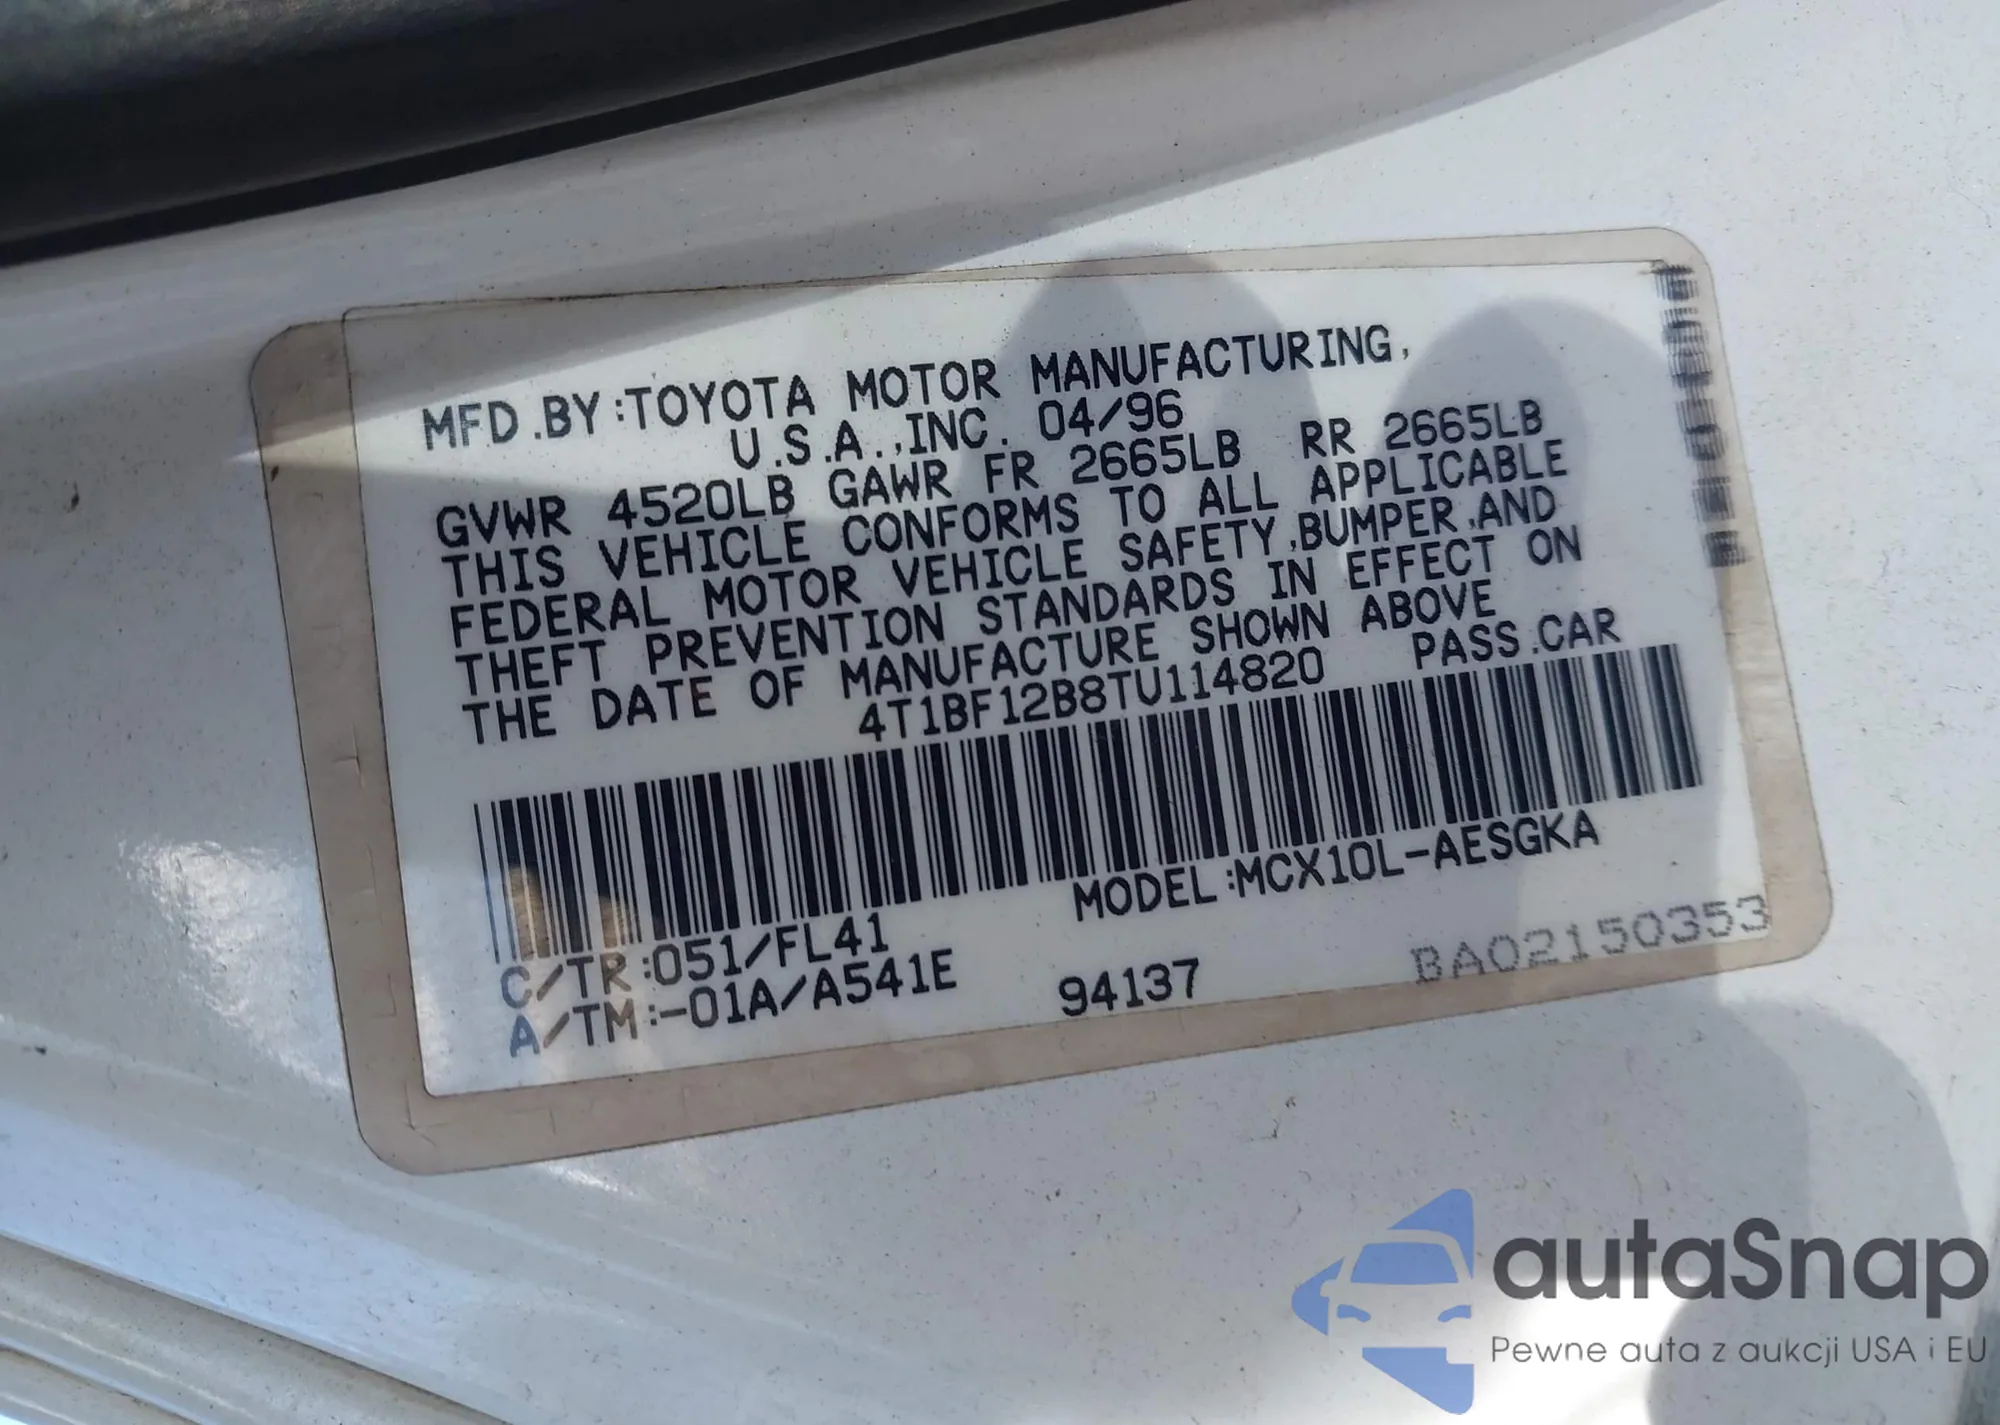 MFD.BY:TOYOTA MOTOR MANUFACTURING,
U.S.A.,INC. 04/96
GVWR 4520LB GAWR FR 2665LB RR 2665LB
THIS VEHICLE CONFORMS TO ALL APPLICABLE
FEDERAL MOTOR VEHICLE SAFETY,BUMPER,AND
THEFT PREVENTION STANDARDS IN EFFECT ON
THE DATE OF MANUFACTURE SHOWN ABOVE
4T1BF12B8TU114820 PASS.CAR
C/TR:051/FL41 MODEL:MCX10L-AESGKA
A/TM:-01A/A541E 94137 BA02150353
autaSnap
Pewne auta z aukcji USA i EU